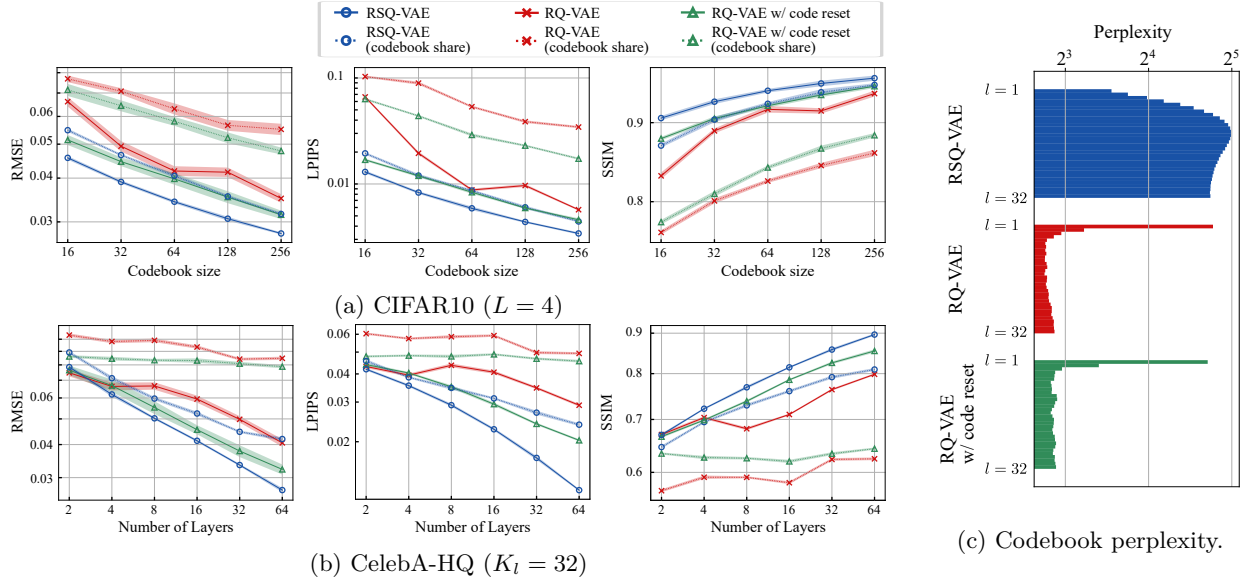 RSQ-VAE
RQ-VAE
RQ-VAE w/ code reset
RSQ-VAE
(codebook share)
RQ-VAE
(codebook share)
RQ-VAE w/ code reset
(codebook share)
RMSE
0.06
0.05
0.04
0.03
16 32 64 128 256
Codebook size
LPIPS
0.1
0.01
16 32 64 128 256
Codebook size
SSIM
0.9
0.8
16 32 64 128 256
Codebook size
(a) CIFAR10 (L = 4)
RMSE
0.06
0.04
0.03
2 4 8 16 32 64
Number of Layers
LPIPS
0.06
0.04
0.03
0.02
2 4 8 16 32 64
Number of Layers
SSIM
0.9
0.8
0.7
0.6
2 4 8 16 32 64
Number of Layers
(b) CelebA-HQ (K_l = 32)
Perplexity
2^3 2^4 2^5
RSQ-VAE
l = 1
l = 32
RQ-VAE
l = 1
l = 32
RQ-VAE
w/ code reset
l = 1
l = 32
(c) Codebook perplexity.